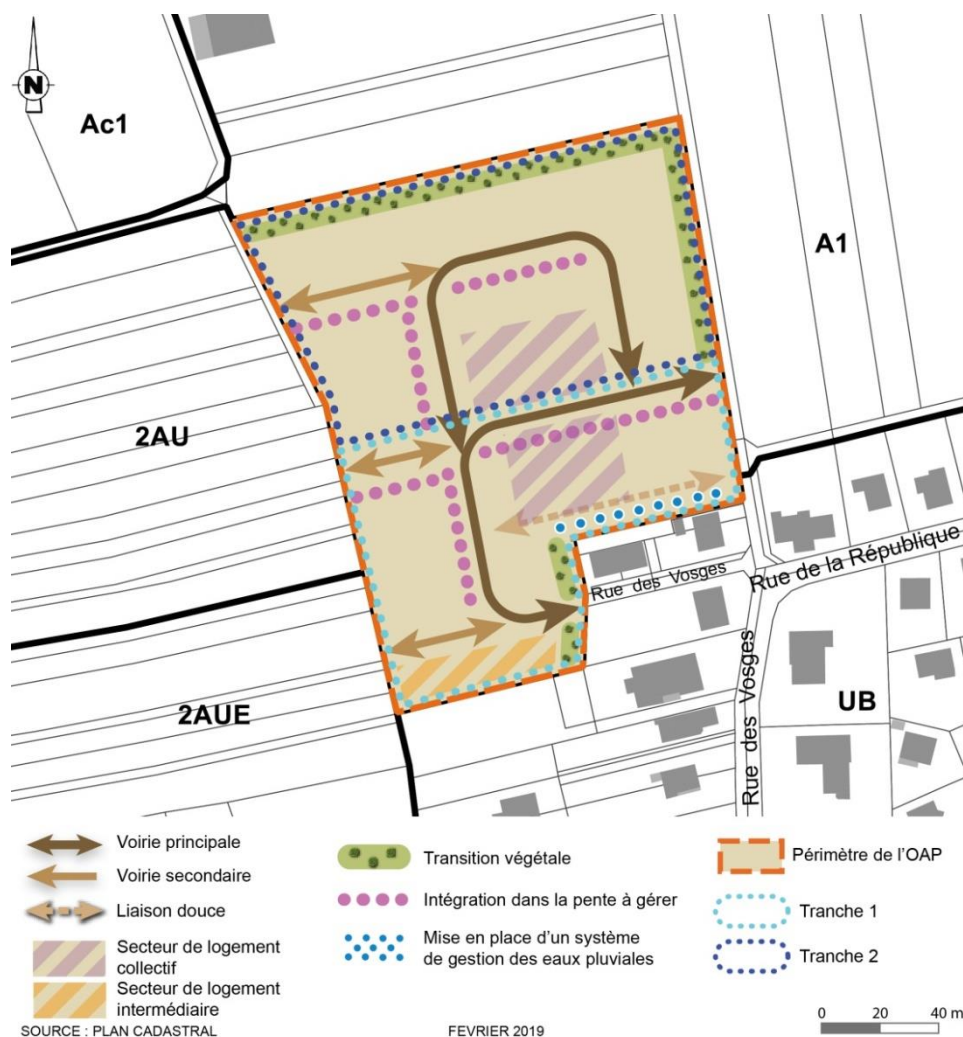 N
Ac1
A1
2AU
Rue de la République
Rue des Vosges
2AUE
Rue des Vosges
UB
Voirie principale
Voirie secondaire
Liaison douce
Secteur de logement
collectif
Secteur de logement
intermédiaire
Transition végétale
Intégration dans la pente à gérer
Mise en place d'un système
de gestion des eaux pluviales
Périmètre de l'OAP
Tranche 1
Tranche 2
0 20 40 m
SOURCE : PLAN CADASTRAL
FEVRIER 2019